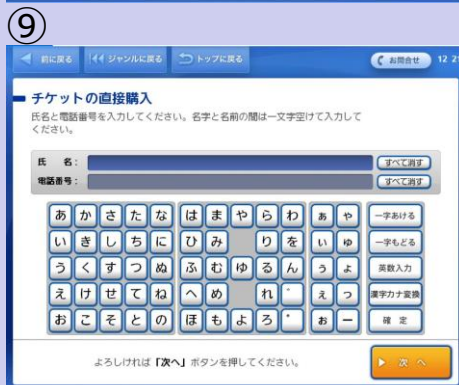 ⑨
前に戻る ジャンルに戻る トップに戻る お問合せ 12 2
チケットの直接購入
氏名と電話番号を入力してください。名字と名前の間は一文字空けて入力して
ください。
氏 名： すべて消す
電話番号： すべて消す
あ か さ た な は ま や ら わ ぁ ゃ 一字あける
い き し ち に ひ み り を ぃ ゅ 一字もどる
う く す つ ぬ ふ む ゆ る ん ぅ ょ 英数入力
え け せ て ね へ め れ ゛ ぇ っ 漢字カナ変換
お こ そ と の ほ も よ ろ ゜ ぉ ー 確 定
よろしければ「次へ」ボタンを押してください。 次 へ